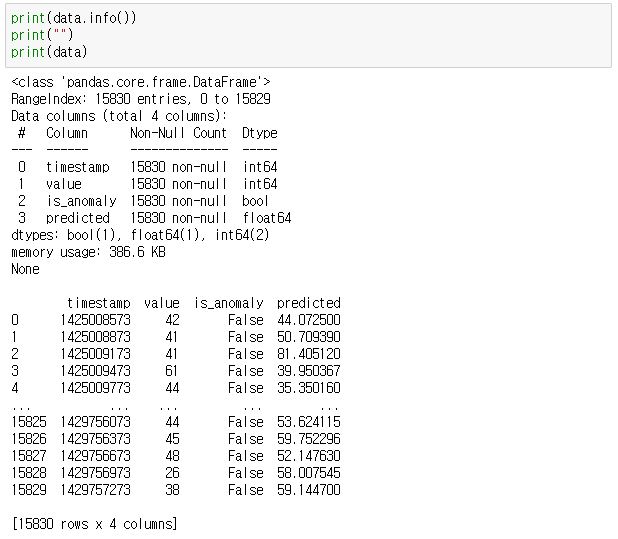 print(data.info())
print("")
print(data)
<class 'pandas.core.frame.DataFrame'>
RangeIndex: 15830 entries, 0 to 15829
Data columns (total 4 columns):
 #   Column      Non-Null Count  Dtype
---  ------      --------------  -----
 0   timestamp   15830 non-null  int64
 1   value       15830 non-null  int64
 2   is_anomaly  15830 non-null  bool
 3   predicted   15830 non-null  float64
dtypes: bool(1), float64(1), int64(2)
memory usage: 386.6 KB
None
        timestamp  value  is_anomaly  predicted
0      1425008573     42       False  44.072500
1      1425008873     41       False  50.709390
2      1425009173     41       False  81.405120
3      1425009473     61       False  39.950367
4      1425009773     44       False  35.350160
...           ...    ...         ...        ...
15825  1429756073     44       False  53.624115
15826  1429756373     45       False  59.752296
15827  1429756673     48       False  52.147630
15828  1429756973     26       False  58.007545
15829  1429757273     38       False  59.144700
[15830 rows x 4 columns]